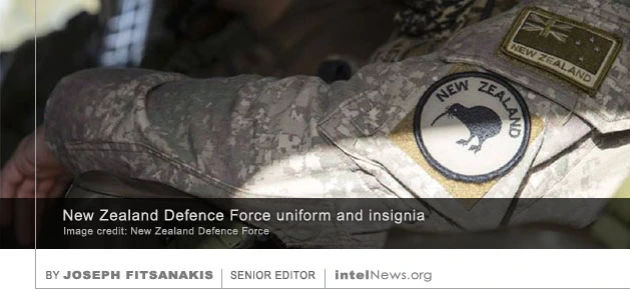 NEW ZEALAND
NEW ZEALAND
New Zealand Defence Force uniform and insignia
Image credit: New Zealand Defence Force
BY JOSEPH FITSANAKIS | SENIOR EDITOR | intelNews.org